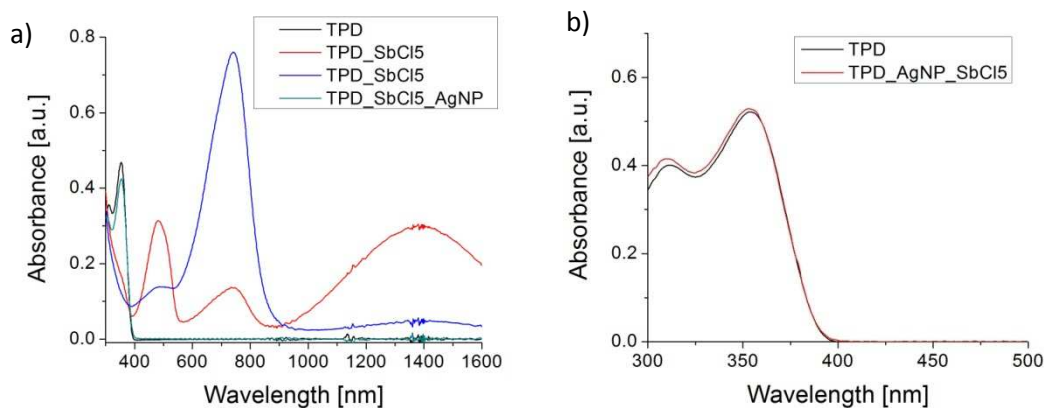 a)
TPD
TPD_SbCl5
TPD_SbCl5
TPD_SbCl5_AgNP
0.8
0.6
0.4
0.2
0.0
Absorbance [a.u.]
400 600 800 1000 1200 1400 1600
Wavelength [nm]
b)
TPD
TPD_AgNP_SbCl5
0.6
0.4
0.2
0.0
Absorbance [a.u.]
300 350 400 450 500
Wavelength [nm]